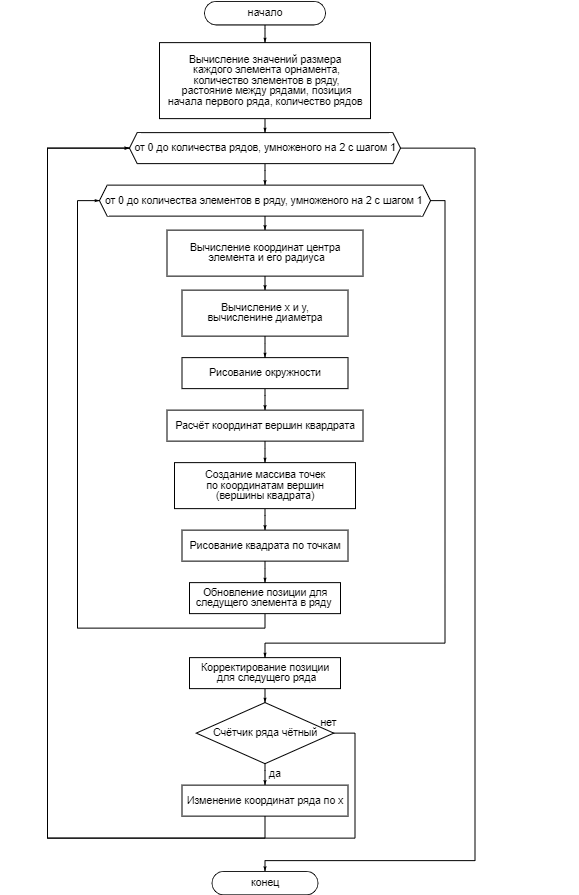 начало
Вычисление значений размера
каждого элемента орнамента,
количество элементов в ряду,
растояние между рядами, позиция
начала первого ряда, количество рядов
от 0 до количества рядов, умноженого на 2 с шагом 1
от 0 до количества элементов в ряду, умноженого на 2 с шагом 1
Вычисление координат центра
элемента и его радиуса
Вычисление x и y,
вычисленине диаметра
Рисование окружности
Расчёт координат вершин квардрата
Создание массива точек
по координатам вершин
(вершины квадрата)
Рисование квадрата по точкам
Обновление позиции для
следущего элемента в ряду
Корректирование позиции
для следущего ряда
нет
Счётчик ряда чётный
да
Изменение координат ряда по x
конец